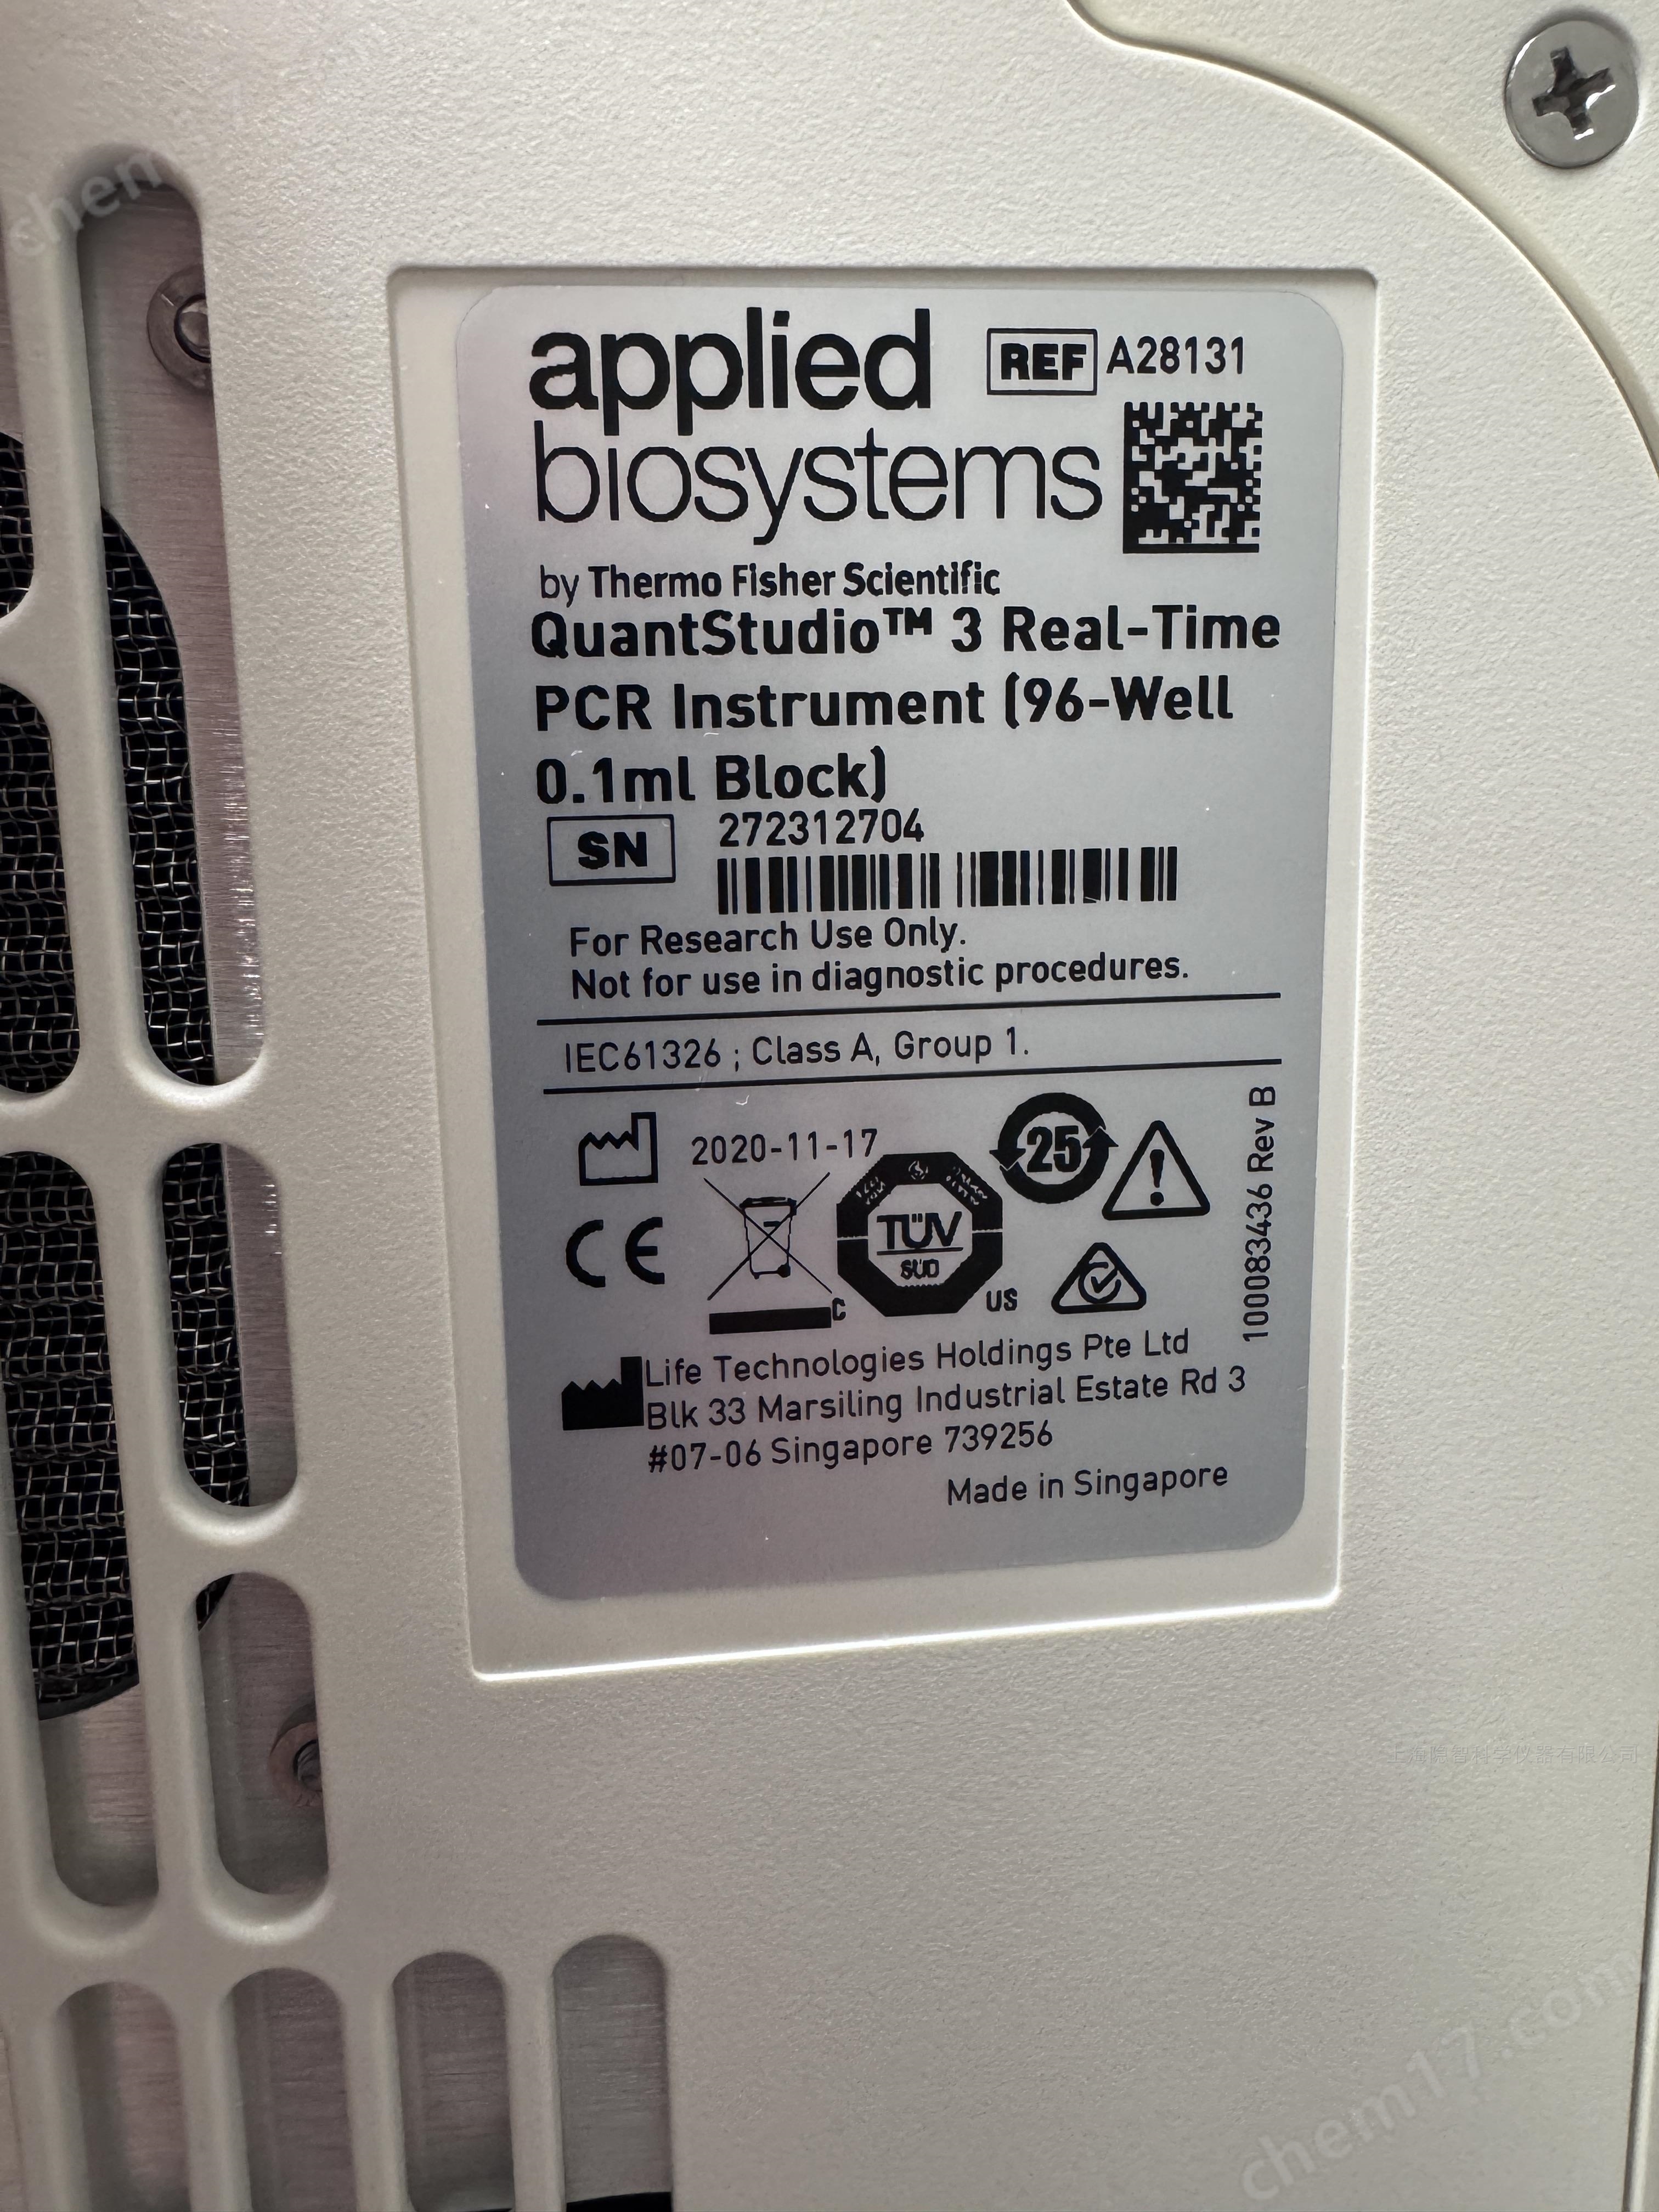 applied
biosystems
REF A28131
by Thermo Fisher Scientific
QuantStudio™ 3 Real-Time
PCR Instrument (96-Well
0.1ml Block)
SN 272312704
For Research Use Only.
Not for use in diagnostic procedures.
IEC61326 ; Class A, Group 1.
2020-11-17
25
CE
TÜV
SÜD
C US
10083436 Rev B
Life Technologies Holdings Pte Ltd
Blk 33 Marsiling Industrial Estate Rd 3
#07-06 Singapore 739256
Made in Singapore
chem
chem17.com